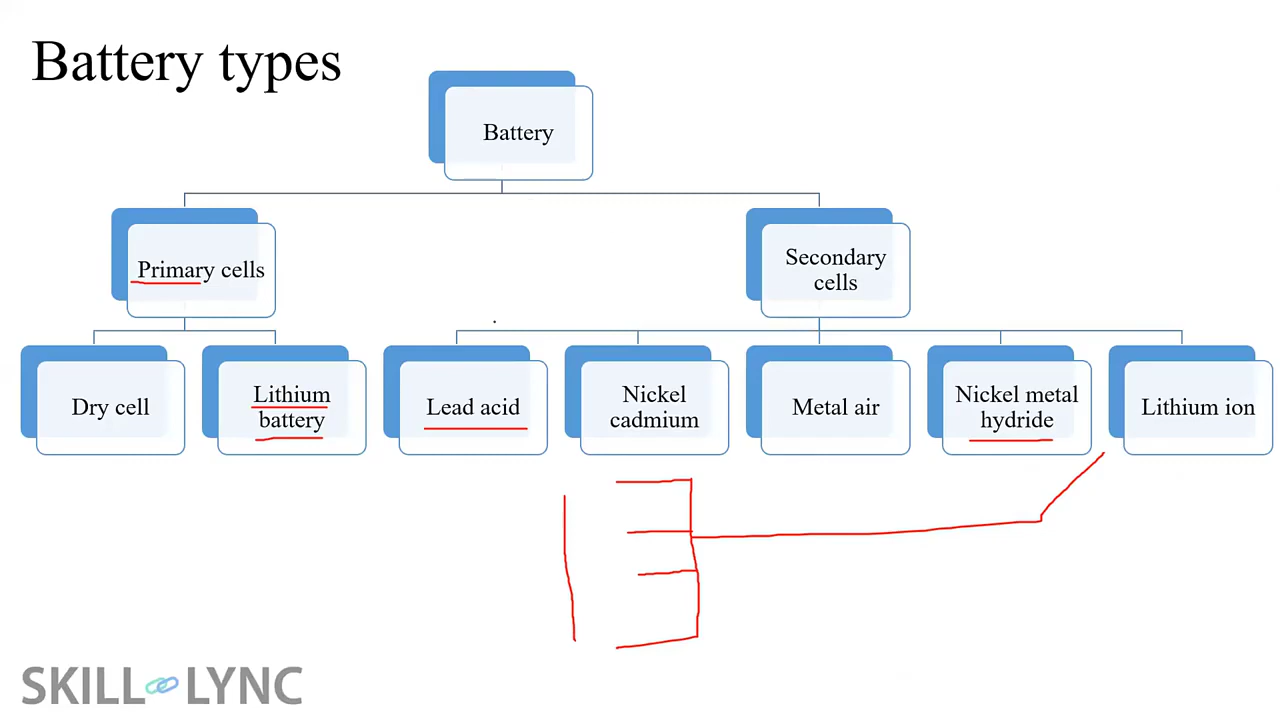 Battery types
Battery
Primary cells
Secondary
cells
Dry cell
Lithium
battery
Lead acid
Nickel
cadmium
Metal air
Nickel metal
hydride
Lithium ion
SKILL LYNC